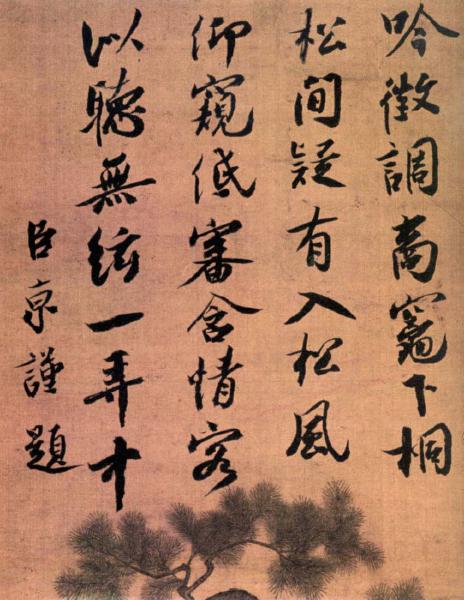 吟徵調商竈下桐
松間疑有入松風
仰窺低審含情客
以聽無絃一弄中
臣京謹題